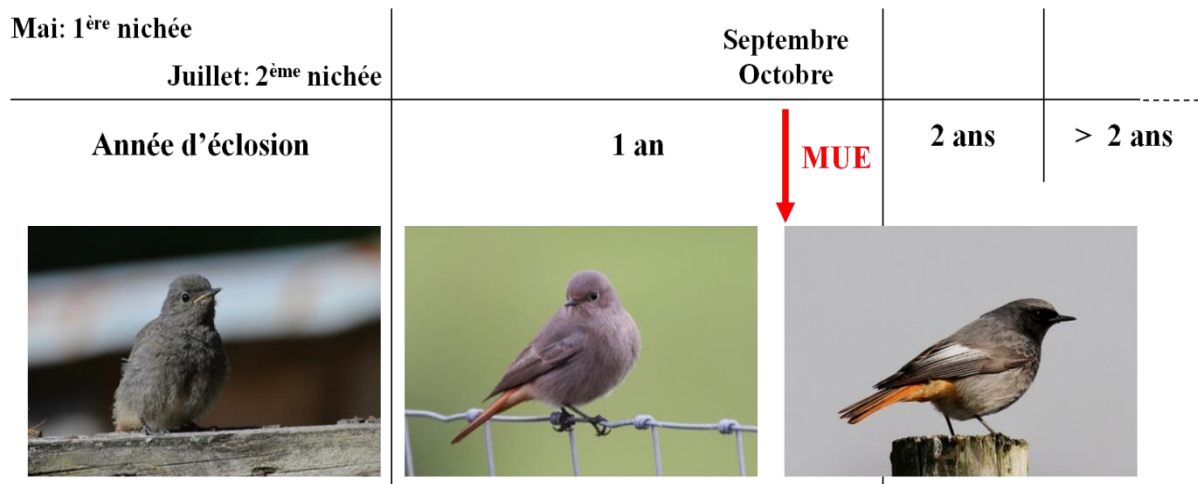 Mai: 1ère nichée
Juillet: 2ème nichée
Septembre
Octobre
Année d’éclosion
1 an
MUE
2 ans
> 2 ans